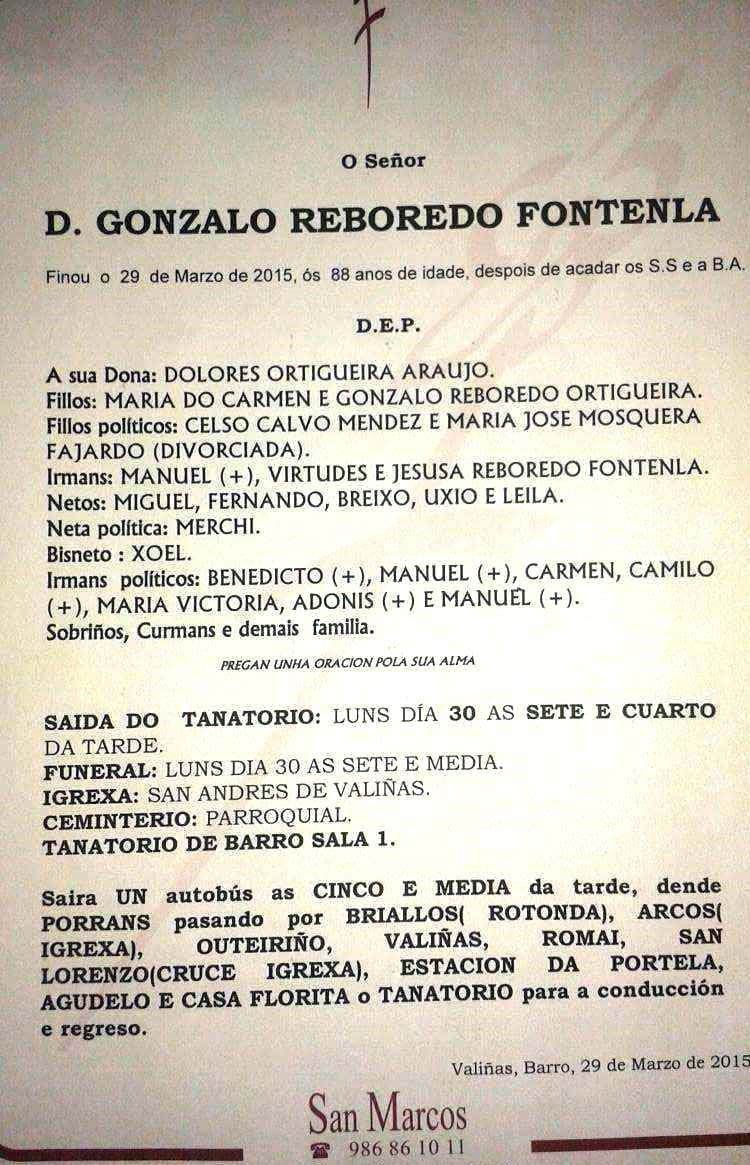 O Señor
D. GONZALO REBOREDO FONTENLA
Finou o 29 de Marzo de 2015, ós 88 anos de idade, despois de acadar os S.S e a B.A.
D.E.P.
A sua Dona: DOLORES ORTIGUEIRA ARAUJO.
Fillos: MARIA DO CARMEN E GONZALO REBOREDO ORTIGUEIRA.
Fillos políticos: CELSO CALVO MENDEZ E MARIA JOSE MOSQUERA
FAJARDO (DIVORCIADA).
Irmans: MANUEL (+), VIRTUDES E JESUSA REBOREDO FONTENLA.
Netos: MIGUEL, FERNANDO, BREIXO, UXIO E LEILA.
Neta política: MERCHI.
Bisneto : XOEL.
Irmans políticos: BENEDICTO (+), MANUEL (+), CARMEN, CAMILO
(+), MARIA VICTORIA, ADONIS (+) E MANUEL (+).
Sobriños, Curmans e demais familia.
PREGAN UNHA ORACION POLA SUA ALMA
SAIDA DO TANATORIO: LUNS DÍA 30 AS SETE E CUARTO
DA TARDE.
FUNERAL: LUNS DIA 30 AS SETE E MEDIA.
IGREXA: SAN ANDRES DE VALIÑAS.
CEMINTERIO: PARROQUIAL.
TANATORIO DE BARRO SALA 1.
Saira UN autobús as CINCO E MEDIA da tarde, dende
PORRANS pasando por BRIALLOS( ROTONDA), ARCOS(
IGREXA), OUTEIRIÑO, VALIÑAS, ROMAI, SAN
LORENZO(CRUCE IGREXA), ESTACION DA PORTELA,
AGUDELO E CASA FLORITA o TANATORIO para a conducción
e regreso.
Valiñas, Barro, 29 de Marzo de 2015
San Marcos
☎ 986 86 10 11